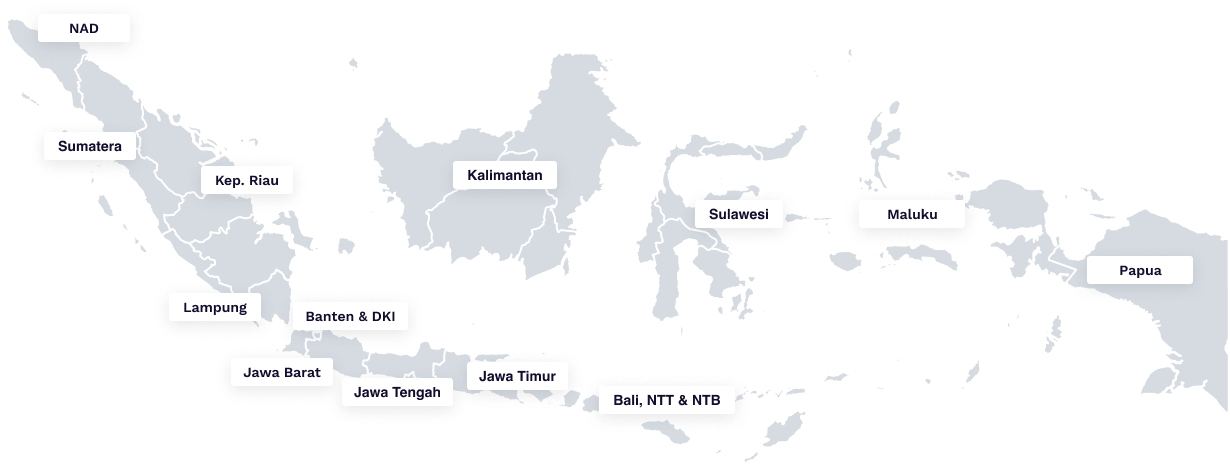 NAD
Sumatera
Kep. Riau
Kalimantan
Sulawesi
Maluku
Papua
Lampung
Banten & DKI
Jawa Barat
Jawa Tengah
Jawa Timur
Bali, NTT & NTB